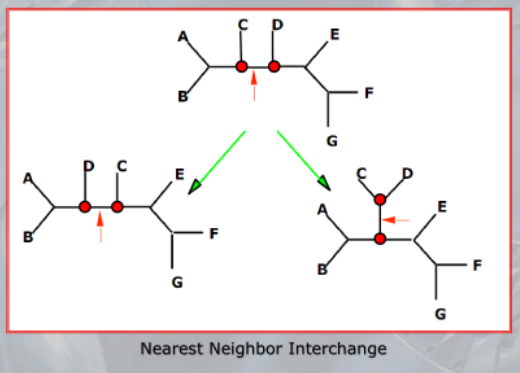 A C D E
B F
G
A D C E
B F
G
C D
A E
B F
G
Nearest Neighbor Interchange